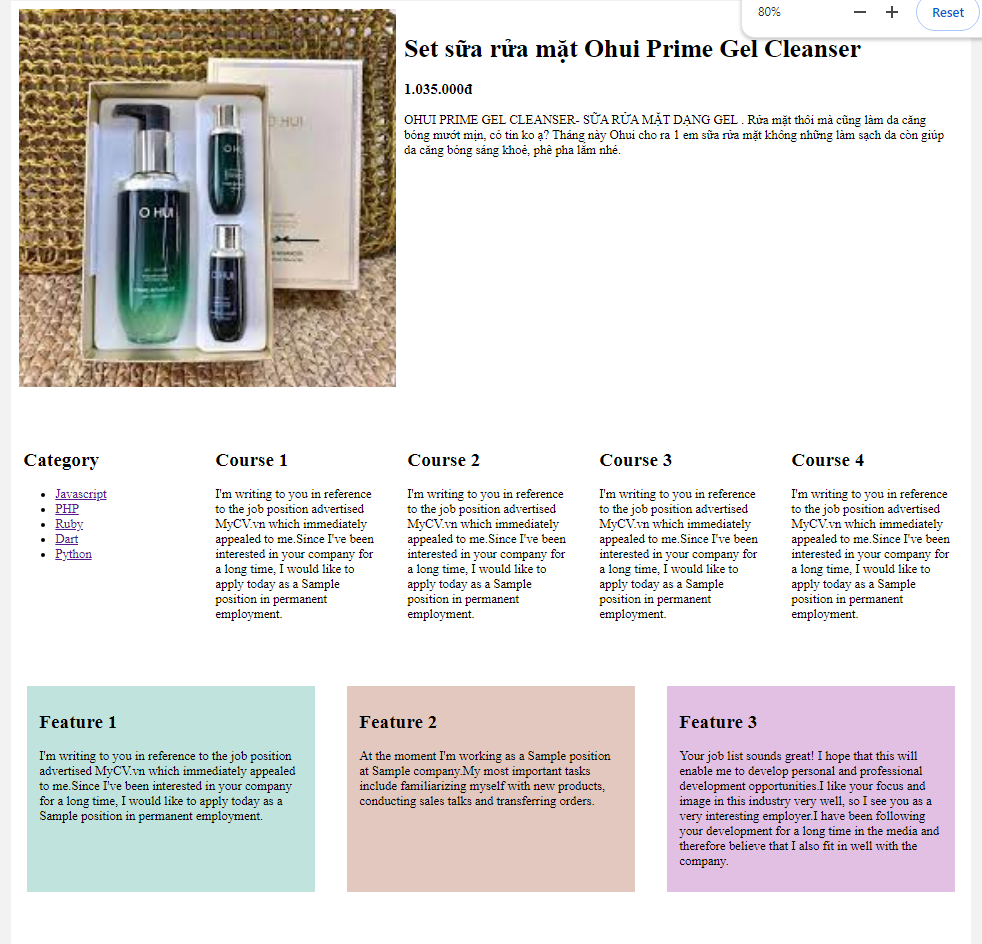 80%
Reset
O HUI
O HUI
Set sữa rửa mặt Ohui Prime Gel Cleanser
1.035.000đ
OHUI PRIME GEL CLEANSER- SỮA RỬA MẶT DẠNG GEL . Rửa mặt thôi mà cũng làm da căng
bóng mướt mịn, có tin ko ạ? Tháng này Ohui cho ra 1 em sữa rửa mặt không những làm sạch da còn giúp
da căng bóng sáng khoẻ, phê pha lắm nhé.
Category
Javascript
PHP
Ruby
Dart
Python
Course 1
I'm writing to you in reference
to the job position advertised
MyCV.vn which immediately
appealed to me.Since I've been
interested in your company for
a long time, I would like to
apply today as a Sample
position in permanent
employment.
Course 2
I'm writing to you in reference
to the job position advertised
MyCV.vn which immediately
appealed to me.Since I've been
interested in your company for
a long time, I would like to
apply today as a Sample
position in permanent
employment.
Course 3
I'm writing to you in reference
to the job position advertised
MyCV.vn which immediately
appealed to me.Since I've been
interested in your company for
a long time, I would like to
apply today as a Sample
position in permanent
employment.
Course 4
I'm writing to you in reference
to the job position advertised
MyCV.vn which immediately
appealed to me.Since I've been
interested in your company for
a long time, I would like to
apply today as a Sample
position in permanent
employment.
Feature 1
I'm writing to you in reference to the job position
advertised MyCV.vn which immediately appealed
to me.Since I've been interested in your company
for a long time, I would like to apply today as a
Sample position in permanent employment.
Feature 2
At the moment I'm working as a Sample position
at Sample company.My most important tasks
include familiarizing myself with new products,
conducting sales talks and transferring orders.
Feature 3
Your job list sounds great! I hope that this will
enable me to develop personal and professional
development opportunities.I like your focus and
image in this industry very well, so I see you as a
very interesting employer.I have been following
your development for a long time in the media and
therefore believe that I also fit in well with the
company.